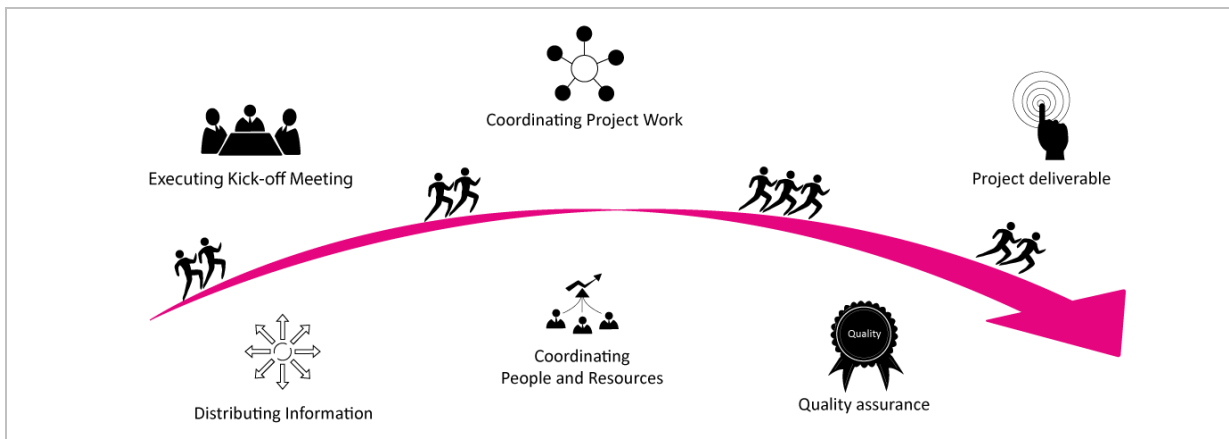 Coordinating Project Work
Executing Kick-off Meeting
Project deliverable
Quality
Coordinating
People and Resources
Distributing Information
Quality assurance